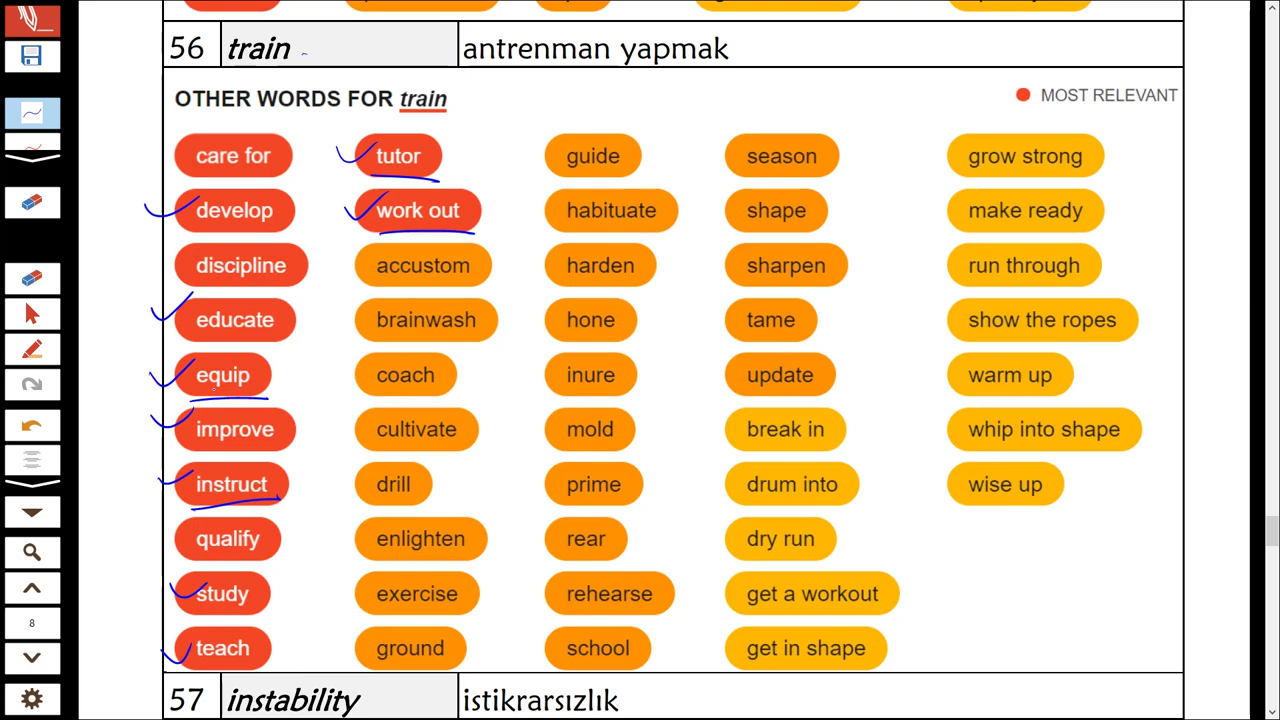 56 train antrenman yapmak
OTHER WORDS FOR train MOST RELEVANT
care for tutor guide season grow strong
develop work out habituate shape make ready
discipline accustom harden sharpen run through
educate brainwash hone tame show the ropes
equip coach inure update warm up
improve cultivate mold break in whip into shape
instruct drill prime drum into wise up
qualify enlighten rear dry run
study exercise rehearse get a workout
teach ground school get in shape
8
57 instability istikrarsızlık